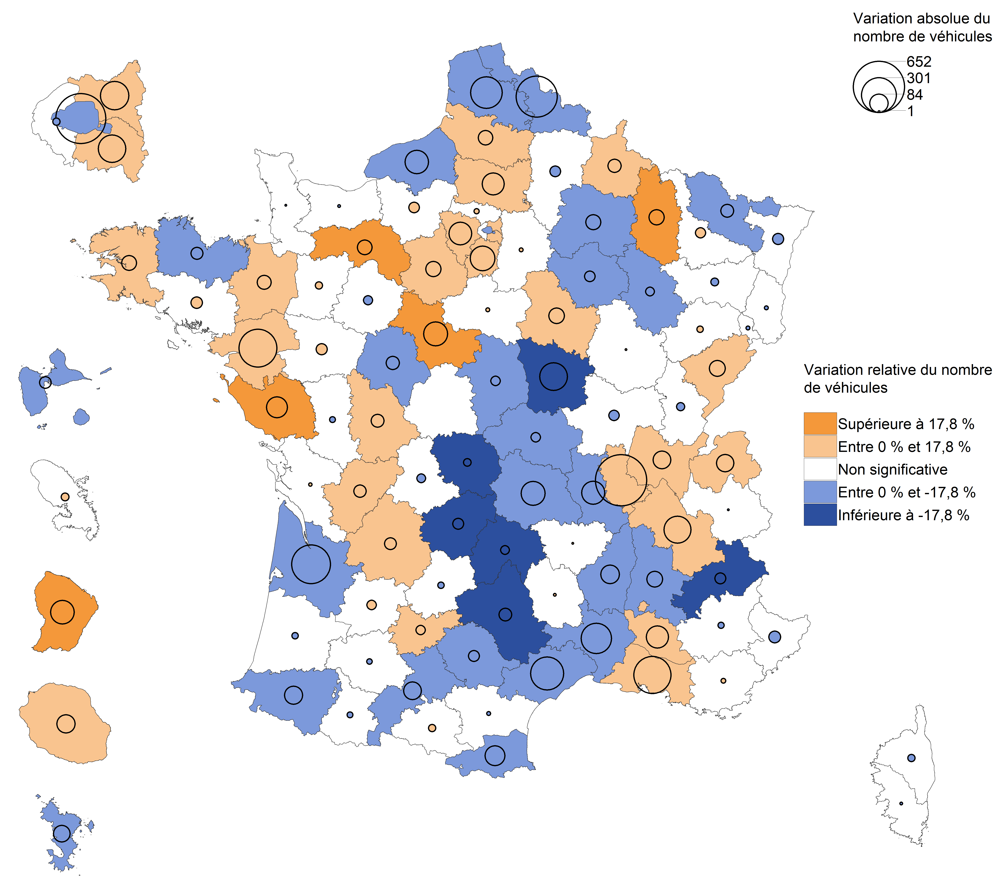 Variation absolue du
nombre de véhicules
652
301
84
1
Variation relative du nombre
de véhicules
Supérieure à 17,8 %
Entre 0 % et 17,8 %
Non significative
Entre 0 % et -17,8 %
Inférieure à -17,8 %